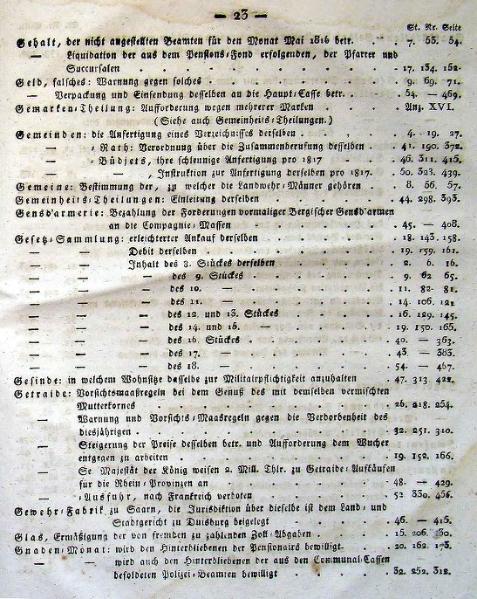 — 23 —
St. Nr. Seite
Gehalt, der nicht angestellten Beamten für den Monat Mai 1816 betr. . 7. 55. 54.
— Liquidation der aus dem Pensions-Fond erfolgenden, der Pfarrer und
Succursalen . . . . . . 17. 134. 152.
Geld, falsches: Warnung gegen solches . . . . . 9. 69. 71.
— Verpackung und Einsendung desselben an die Haupt-Casse betr. . 54. — 469.
Gemarken-Theilung: Aufforderung wegen mehrerer Marken . . Anz. XVI.
(Siehe auch Gemeinheits-Theilungen.)
Gemeinden: die Anfertigung eines Verzeichnisses derselben . . . 4. 19. 27.
— Rath: Verordnung über die Zusammenberufung desselben . . 41. 190. 372.
— Büdjets, ihre schleunige Anfertigung pro 1817 . . 46. 311. 415.
— — , Instruktion zur Anfertigung derselben pro 1817. . 50. 323. 439.
Gemeine: Bestimmung der, zu welcher die Landwehr-Männer gehören . 8. 56. 57.
Gemeinheits-Theilungen: Einleitung derselben . . . 44. 298. 393.
Gensd'armerie: Bezahlung der Forderungen vormaliger Bergischer Gensd'armen
an die Compagnie-Massen . . . . . 45. — 408.
Gesetz-Sammlung: erleichterter Ankauf derselben . . . . 18. 143. 158.
— — Debit derselben . . . . . 19. 159. 161.
— — Inhalt des 3. Stückes derselben . . . 2. 6. 16.
— — — des 9. Stückes . . . . 9. 62. 65.
— — — des 10. — . . . . 11. 82. 81.
— — — des 11. — . . . . 14. 106. 121.
— — — des 12. und 13. Stückes . . . 16. 129. 145.
— — — des 14. und 15. — . . . 19. 150. 165.
— — — des 16. Stückes . . . . 40. — 363.
— — — des 17. — . . . . 43. — 383.
— — — des 18. — . . . . 54. — 467.
Gesinde: in welchem Wohnsitze dasselbe zur Militairpflichtigkeit anzuhalten . 47. 313. 422.
Getraide: Vorsichtsmaaßregeln bei dem Genuß des mit demselben vermischten
Mutterkornes . . . . . . 26. 218. 254.
— Warnung und Vorsichts-Maasregeln gegen die Verdorbenheit des
diesjährigen . . . . . . 32. 251. 310.
— Steigerung der Preise desselben betr. und Aufforderung dem Wucher
entgegen zu arbeiten . . . . . 19. 152. 166.
— Se. Majestät der König weisen 2. Mill. Thlr. zu Getraide-Aufkäufen
für die Rhein-Provinzen an . . . . 48. — 429.
— -Ausfuhr, nach Frankreich verboten . . . . 52. 330. 456.
Gewehr-Fabrik zu Saarn, die Jurisdiktion über dieselbe ist dem Land- und
Stadtgericht zu Duisburg beigelegt . . . . 46. — 415.
Glas, Ermäßigung der von fremden zu zahlenden Zoll-Abgaben . . 15. 206. 230.
Gnaden-Monat: wird den Hinterbliebenen der Pensionairs bewilligt . . 20. 162. 173.
— — wird auch den Hinterbliebenen der aus den Communal-Cassen
besoldeten Polizei-Beamten bewilligt . . . 32. 252. 312.